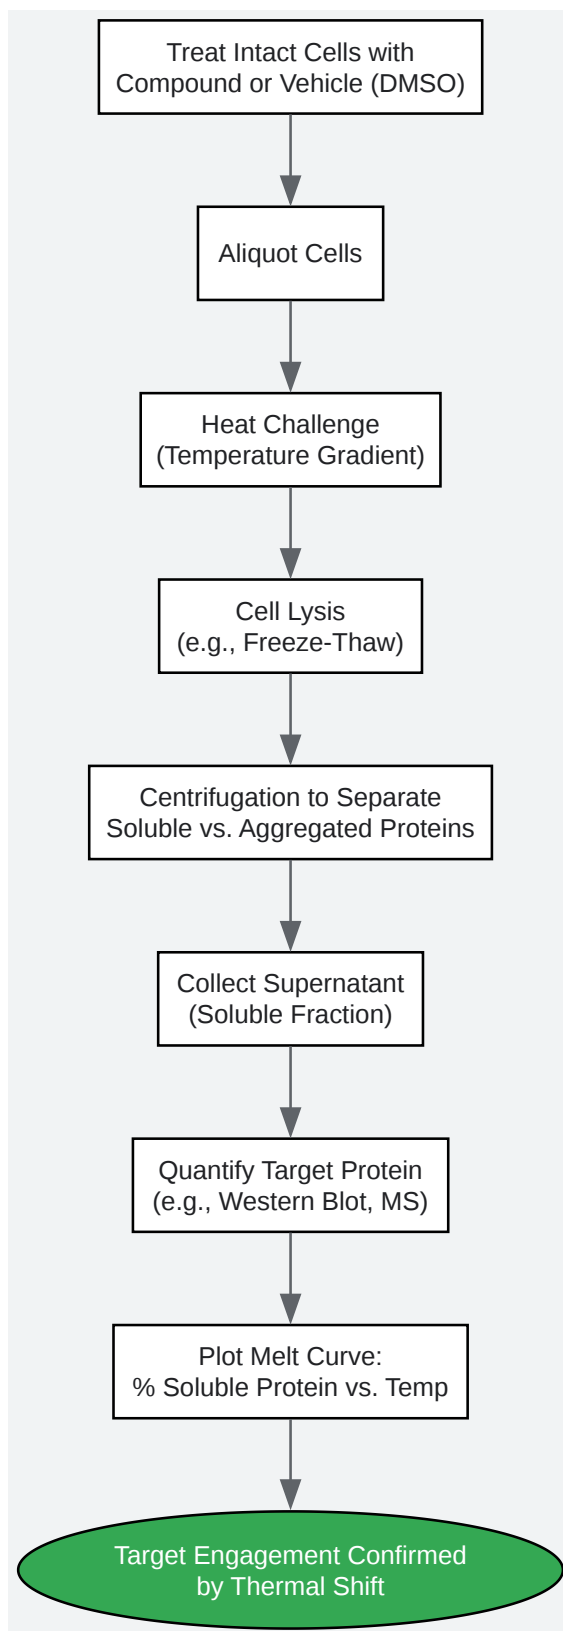 Treat Intact Cells with
Compound or Vehicle (DMSO)
Aliquot Cells
Heat Challenge
(Temperature Gradient)
Cell Lysis
(e.g., Freeze-Thaw)
Centrifugation to Separate
Soluble vs. Aggregated Proteins
Collect Supernatant
(Soluble Fraction)
Quantify Target Protein
(e.g., Western Blot, MS)
Plot Melt Curve:
% Soluble Protein vs. Temp
Target Engagement Confirmed
by Thermal Shift